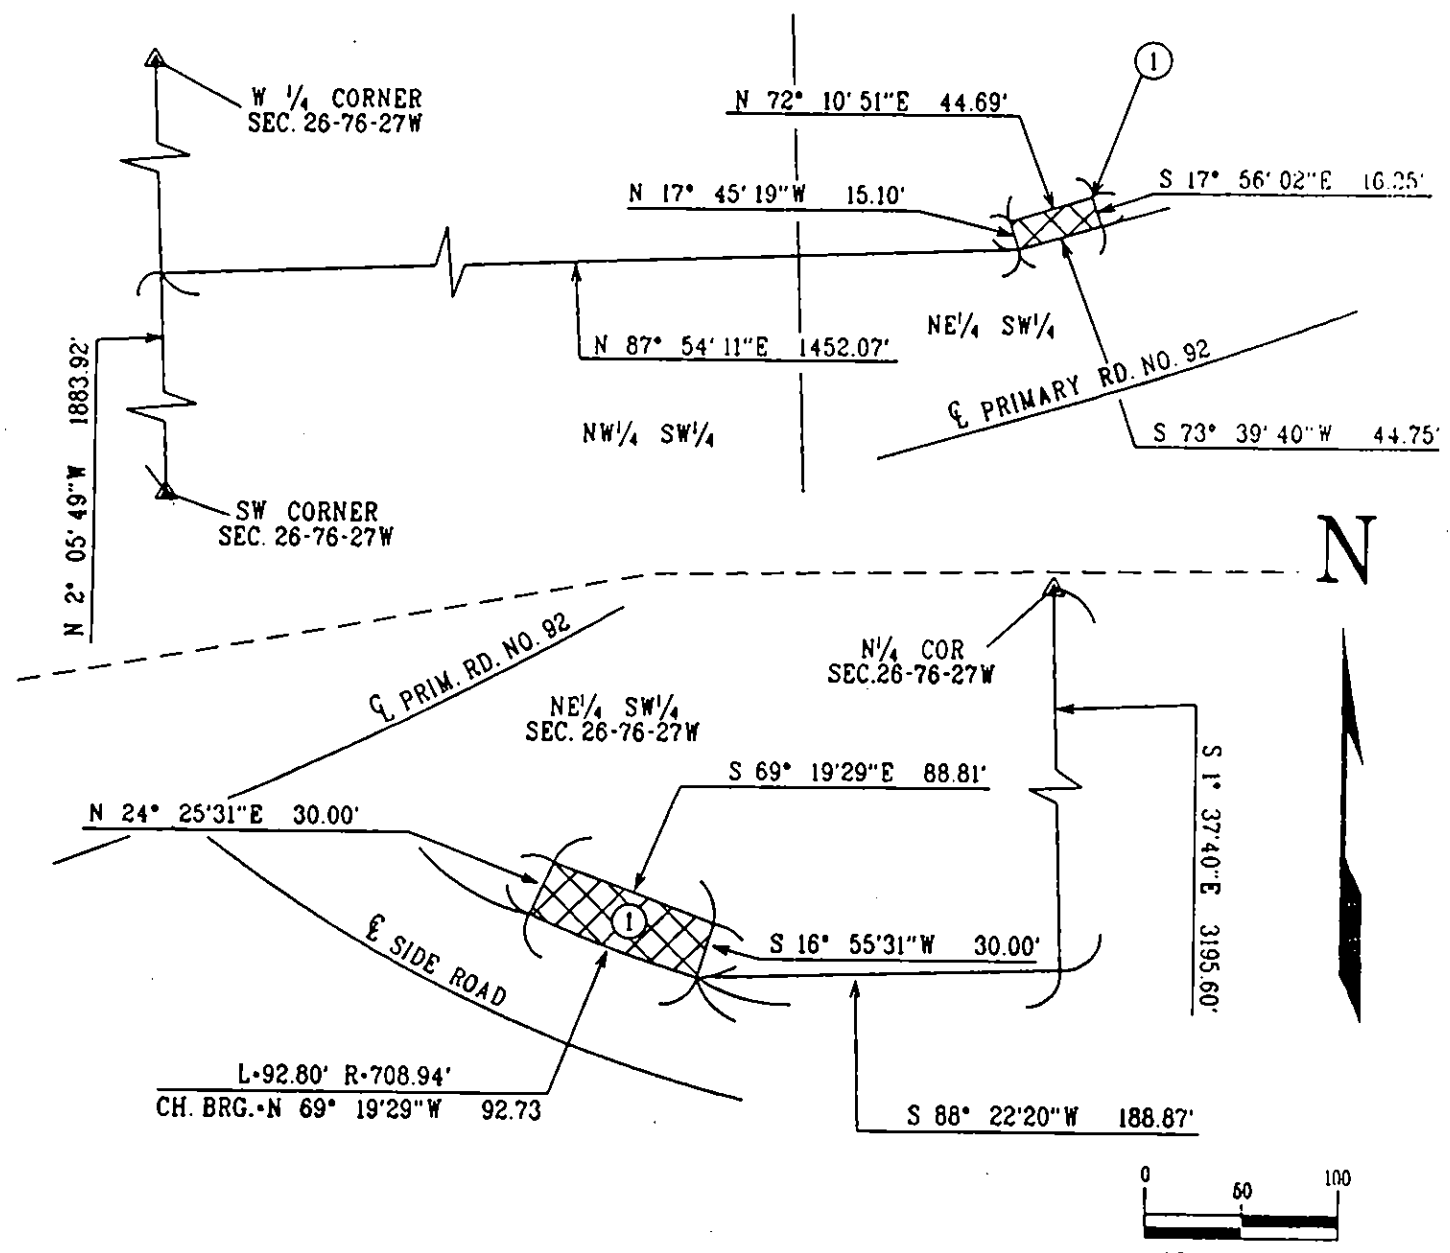 1
W 1/4 CORNER
SEC. 26-76-27W
N 72° 10'51"E 44.69'
S 17° 56'02"E 16.25'
N 17° 45'19"W 15.10'
N 87° 54'11"E 1452.07'
NE1/4 SW1/4
℄ PRIMARY RD. NO. 92
NW1/4 SW1/4
S 73° 39'40"W 44.75'
N 2° 05'49"W 1883.92'
SW CORNER
SEC. 26-76-27W
N
℄ PRIM. RD. NO. 92
N1/4 COR
SEC.26-76-27W
NE1/4 SW1/4
SEC. 26-76-27W
S 69° 19'29"E 88.81'
S 1° 37'40"E 3195.60'
N 24° 25'31"E 30.00'
1
℄ SIDE ROAD
S 16° 55'31"W 30.00'
L=92.80' R=708.94'
CH. BRG.=N 69° 19'29"W 92.73
S 88° 22'20"W 188.87'
0 50 100